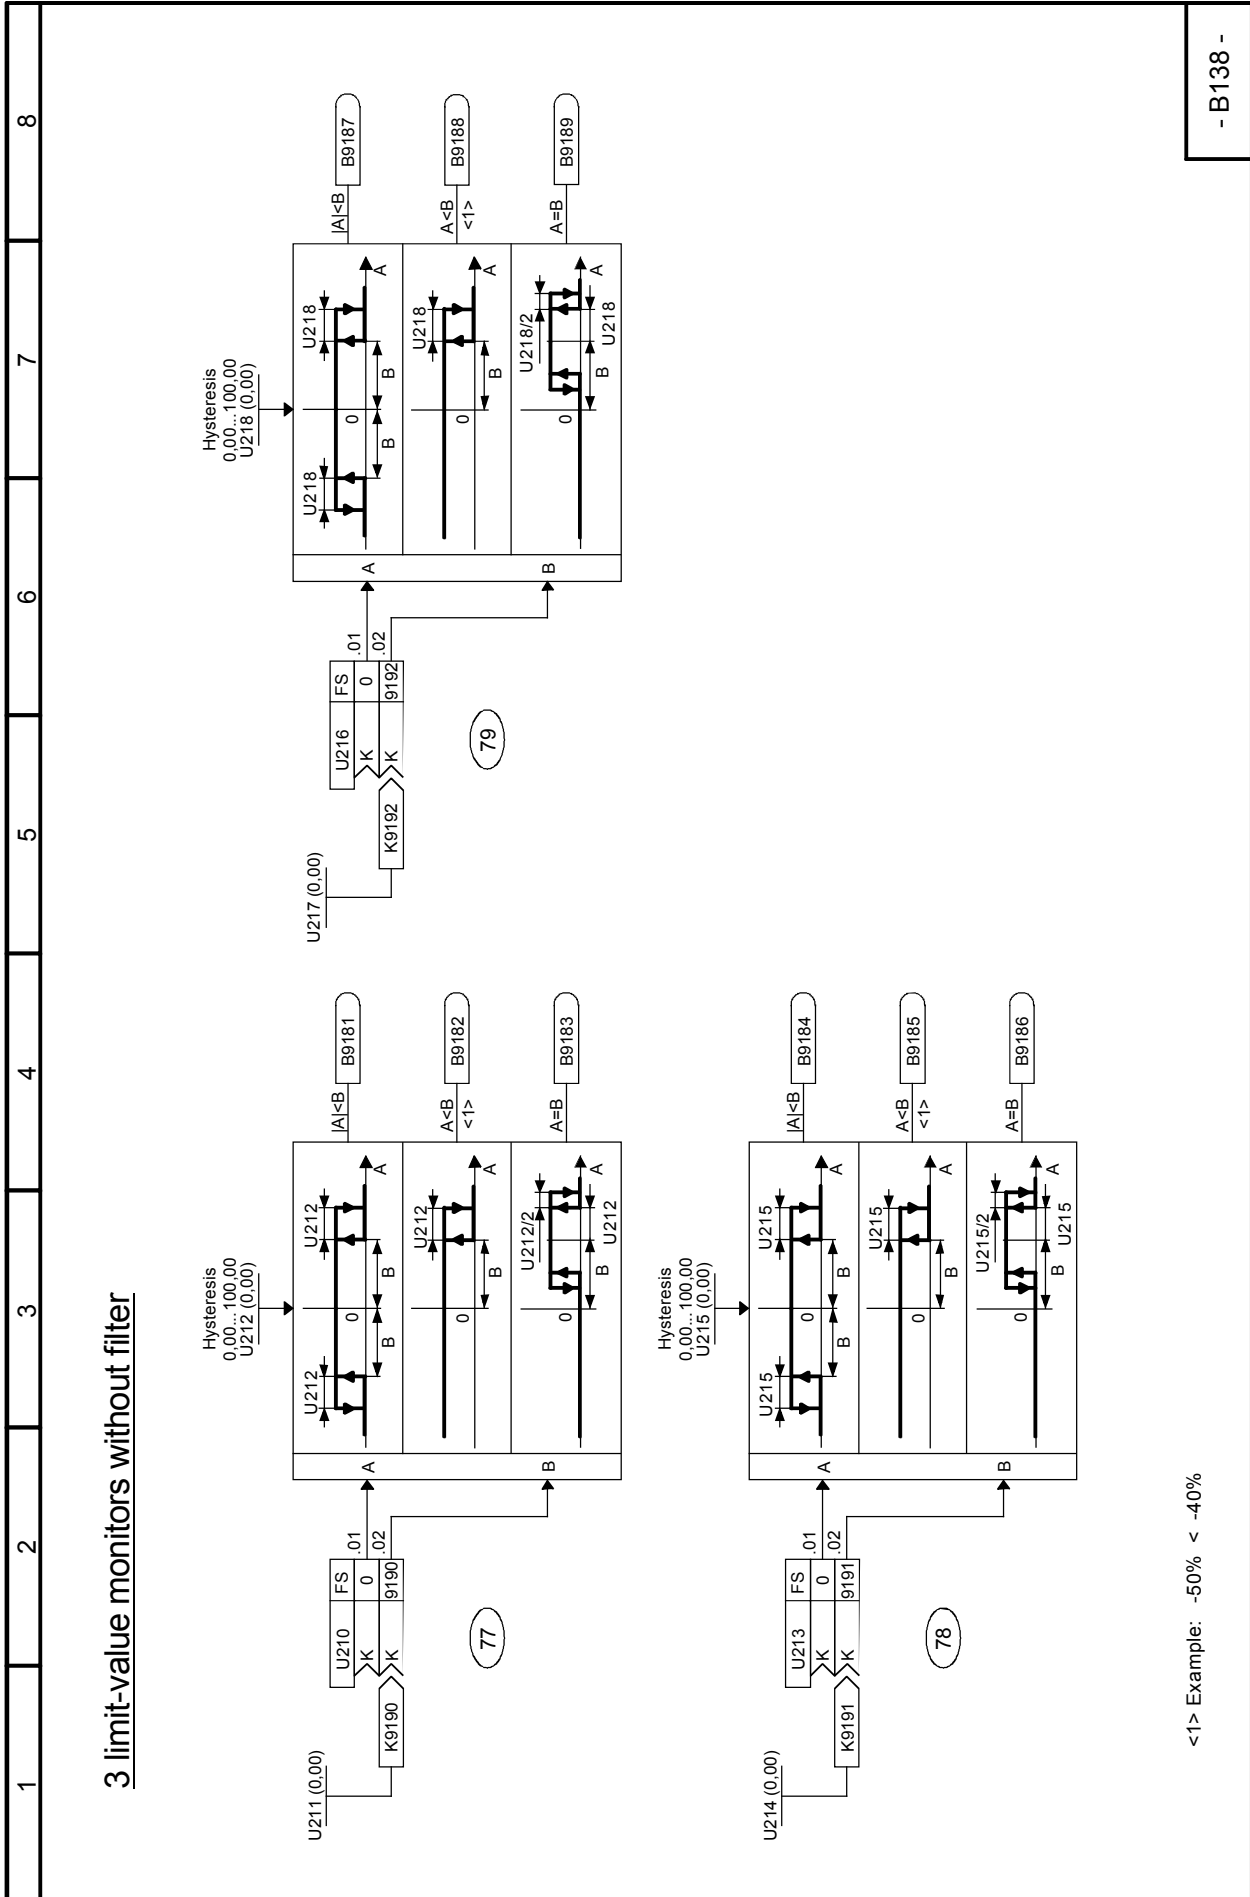 1 2 3 4 5 6 7 8
3 limit-value monitors without filter
U211 (0,00)
K9190
U210 FS
K 0 .01
K 9190 .02
77
Hysteresis
0,00...100,00
U212 (0,00)
A
B
U212 U212
0
B B
A
|A|<B
B9181
U212
0
B
A
A<B
<1>
B9182
U212/2
0
B
U212
A
A=B
B9183
U214 (0,00)
K9191
U213 FS
K 0 .01
K 9191 .02
78
Hysteresis
0,00...100,00
U215 (0,00)
A
B
U215 U215
0
B B
A
|A|<B
B9184
U215
0
B
A
A<B
<1>
B9185
U215/2
0
B
U215
A
A=B
B9186
U217 (0,00)
K9192
U216 FS
K 0 .01
K 9192 .02
79
Hysteresis
0,00...100,00
U218 (0,00)
A
B
U218 U218
0
B B
A
|A|<B
B9187
U218
0
B
A
A<B
<1>
B9188
U218/2
0
B
U218
A
A=B
B9189
<1> Example: -50% < -40%
- B138 -